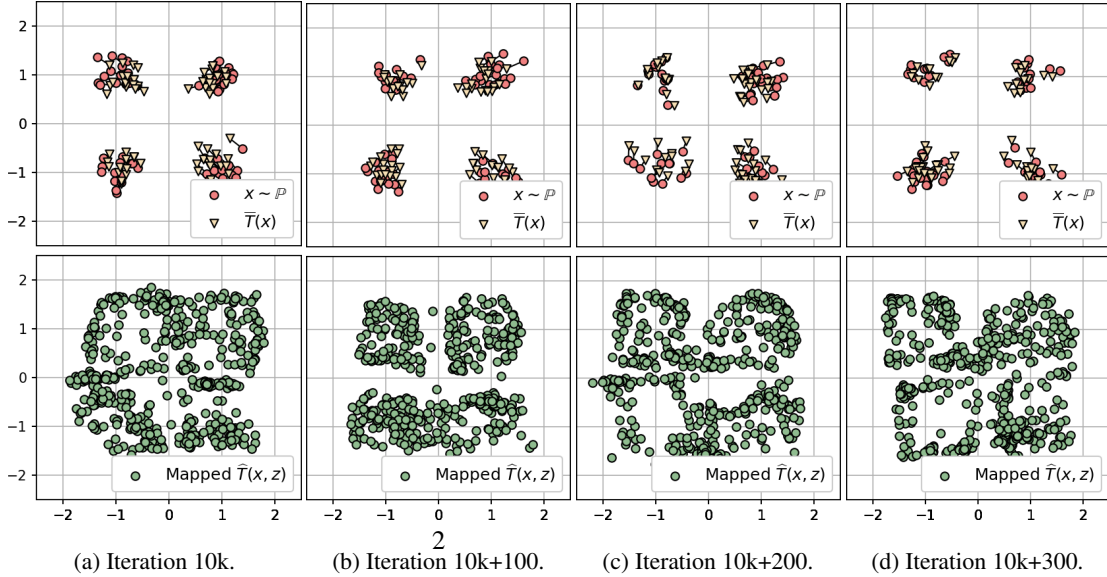 2
1
0
−1
−2
x ∼ ℙ
T̅(x)
x ∼ ℙ
T̅(x)
x ∼ ℙ
T̅(x)
x ∼ ℙ
T̅(x)
2
1
0
−1
−2
Mapped T̂(x, z)
Mapped T̂(x, z)
Mapped T̂(x, z)
Mapped T̂(x, z)
−2 −1 0 1 2 −2 −1 0 1 2 −2 −1 0 1 2 −2 −1 0 1 2
2
(a) Iteration 10k. (b) Iteration 10k+100. (c) Iteration 10k+200. (d) Iteration 10k+300.